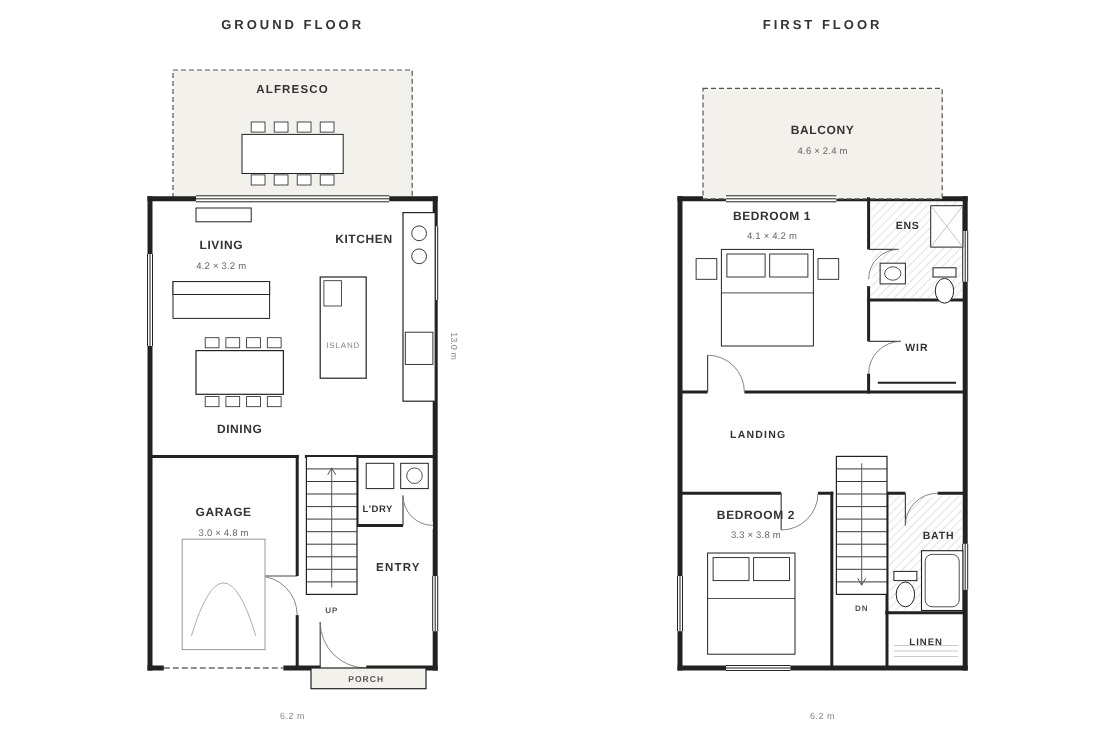 GROUND FLOOR
ALFRESCO
LIVING
4.2 × 3.2 m
KITCHEN
ISLAND
13.0 m
DINING
GARAGE
3.0 × 4.8 m
L'DRY
ENTRY
UP
PORCH
6.2 m
FIRST FLOOR
BALCONY
4.6 × 2.4 m
BEDROOM 1
4.1 × 4.2 m
ENS
WIR
LANDING
BEDROOM 2
3.3 × 3.8 m
BATH
DN
LINEN
6.2 m